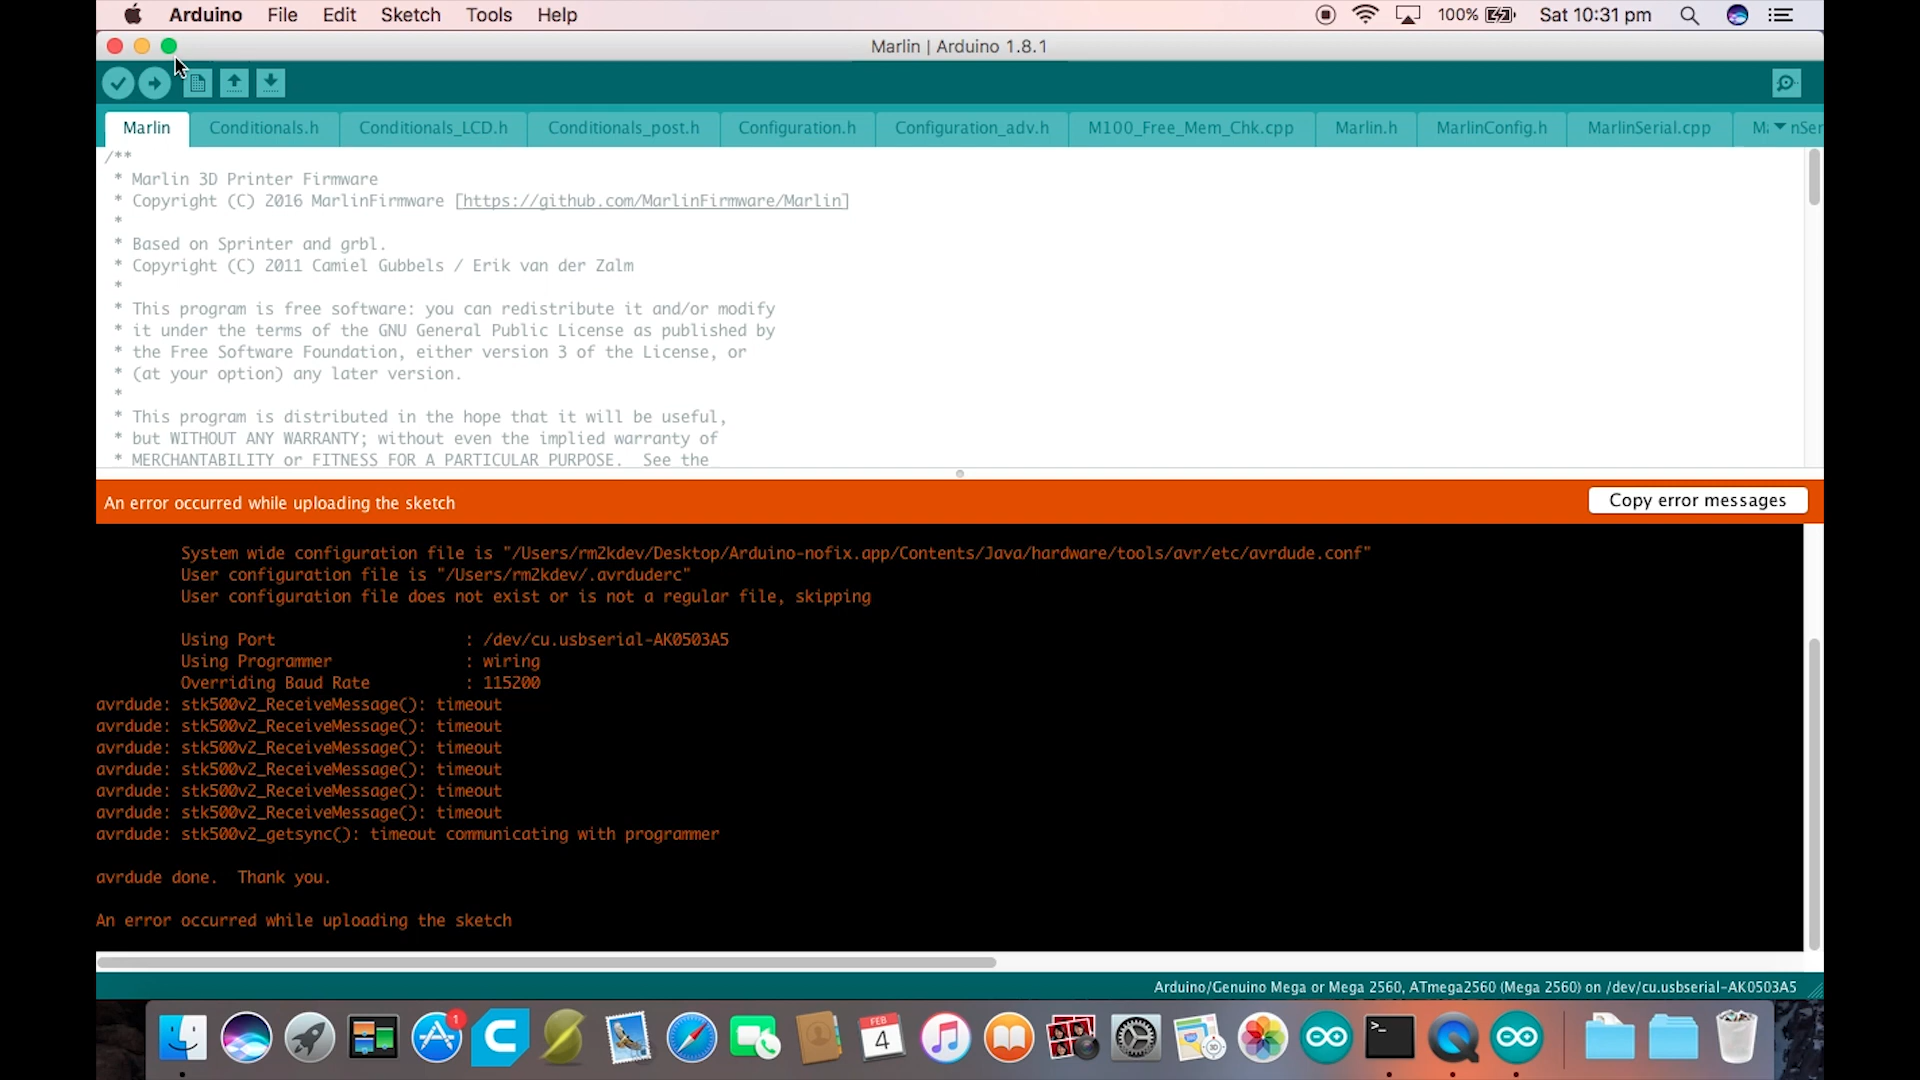 Arduino File Edit Sketch Tools Help 100% Sat 10:31 pm
Marlin | Arduino 1.8.1
Marlin Conditionals.h Conditionals_LCD.h Conditionals_post.h Configuration.h Configuration_adv.h M100_Free_Mem_Chk.cpp Marlin.h MarlinConfig.h MarlinSerial.cpp
/**
* Marlin 3D Printer Firmware
* Copyright (C) 2016 MarlinFirmware [https://github.com/MarlinFirmware/Marlin]
*
* Based on Sprinter and grbl.
* Copyright (C) 2011 Camiel Gubbels / Erik van der Zalm
*
* This program is free software: you can redistribute it and/or modify
* it under the terms of the GNU General Public License as published by
* the Free Software Foundation, either version 3 of the License, or
* (at your option) any later version.
*
* This program is distributed in the hope that it will be useful,
* but WITHOUT ANY WARRANTY; without even the implied warranty of
* MERCHANTABILITY or FITNESS FOR A PARTICULAR PURPOSE.  See the
An error occurred while uploading the sketch
Copy error messages
System wide configuration file is "/Users/rm2kdev/Desktop/Arduino-nofix.app/Contents/Java/hardware/tools/avr/etc/avrdude.conf"
User configuration file is "/Users/rm2kdev/.avrduderc"
User configuration file does not exist or is not a regular file, skipping
Using Port : /dev/cu.usbserial-AK0503A5
Using Programmer : wiring
Overriding Baud Rate : 115200
avrdude: stk500v2_ReceiveMessage(): timeout
avrdude: stk500v2_ReceiveMessage(): timeout
avrdude: stk500v2_ReceiveMessage(): timeout
avrdude: stk500v2_ReceiveMessage(): timeout
avrdude: stk500v2_ReceiveMessage(): timeout
avrdude: stk500v2_ReceiveMessage(): timeout
avrdude: stk500v2_getsync(): timeout communicating with programmer
avrdude done.  Thank you.
An error occurred while uploading the sketch
Arduino/Genuino Mega or Mega 2560, ATmega2560 (Mega 2560) on /dev/cu.usbserial-AK0503A5
1
FEB
4